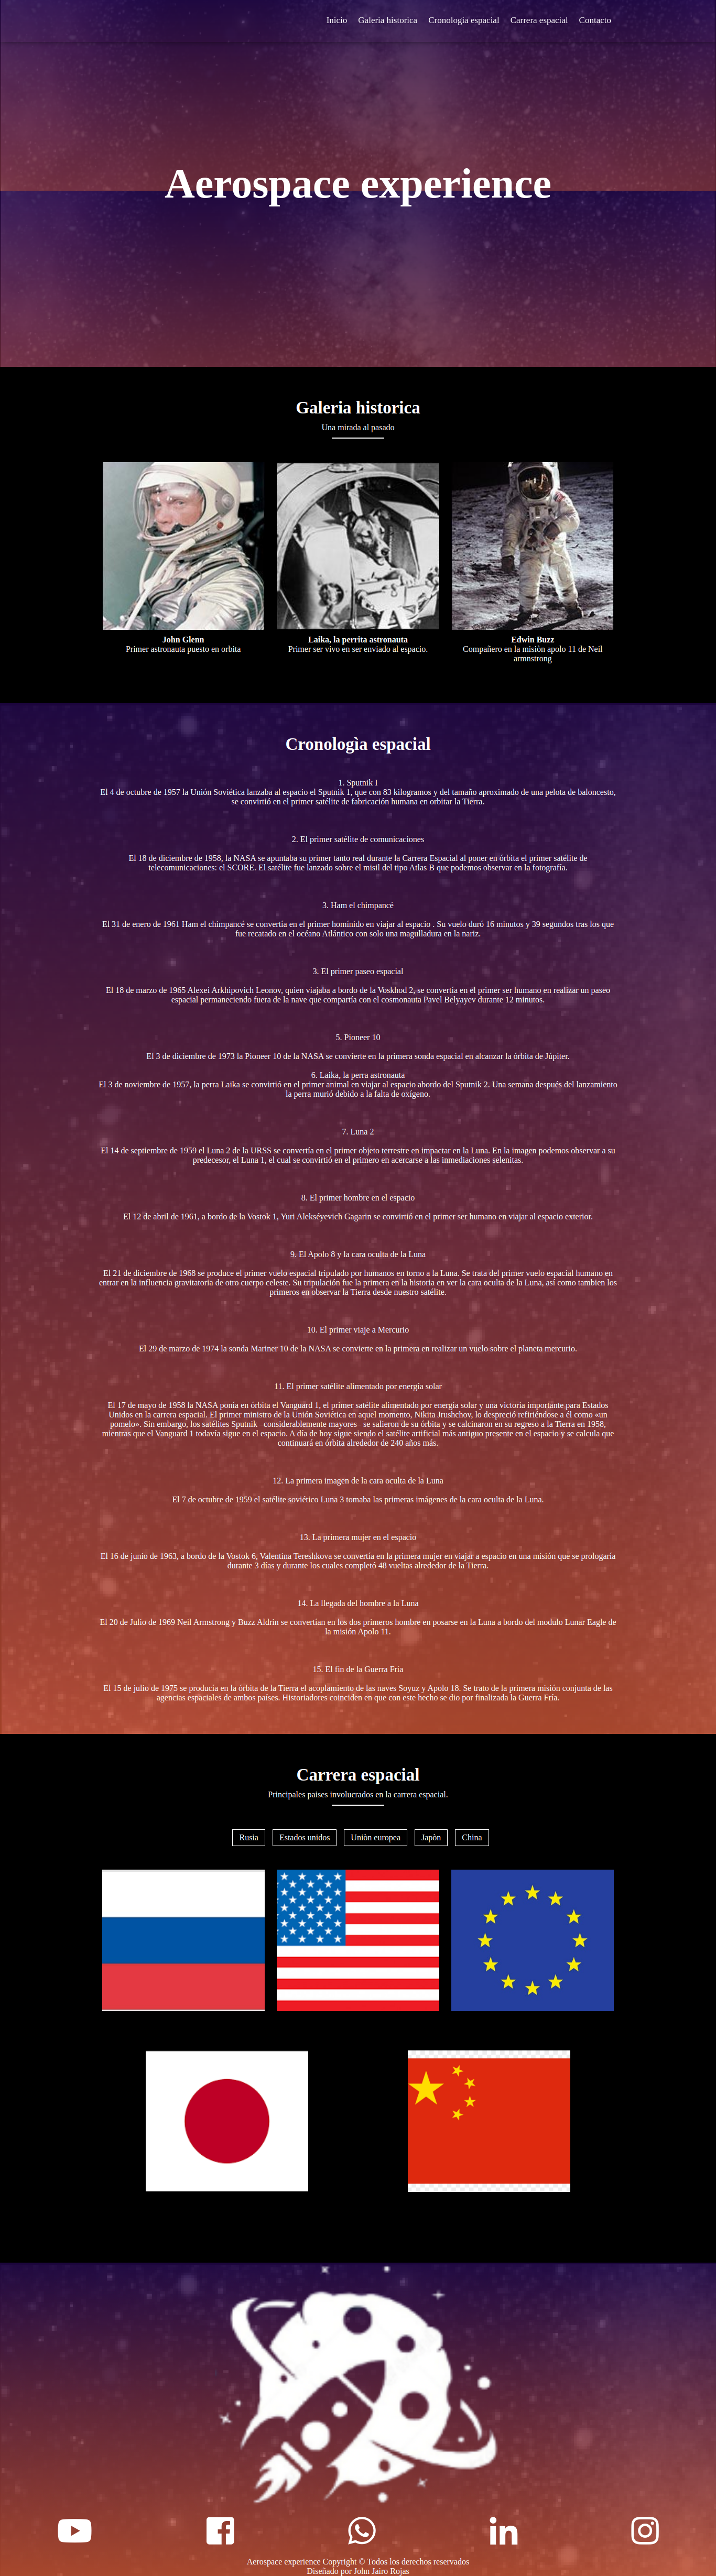 Inicio Galeria historica Cronologìa espacial Carrera espacial Contacto
Aerospace experience
Galeria historica
Una mirada al pasado
John Glenn
Primer astronauta puesto en orbita
Laika, la perrita astronauta
Primer ser vivo en ser enviado al espacio.
Edwin Buzz
Compañero en la misiòn apolo 11 de Neil
armnstrong
Cronologìa espacial
1. Sputnik I
El 4 de octubre de 1957 la Unión Soviética lanzaba al espacio el Sputnik 1, que con 83 kilogramos y del tamaño aproximado de una pelota de baloncesto,
se convirtió en el primer satélite de fabricación humana en orbitar la Tierra.
2. El primer satélite de comunicaciones
El 18 de diciembre de 1958, la NASA se apuntaba su primer tanto real durante la Carrera Espacial al poner en órbita el primer satélite de
telecomunicaciones: el SCORE. El satélite fue lanzado sobre el misil del tipo Atlas B que podemos observar en la fotografía.
3. Ham el chimpancé
El 31 de enero de 1961 Ham el chimpancé se convertía en el primer homínido en viajar al espacio . Su vuelo duró 16 minutos y 39 segundos tras los que
fue recatado en el océano Atlántico con solo una magulladura en la nariz.
3. El primer paseo espacial
El 18 de marzo de 1965 Alexei Arkhipovich Leonov, quien viajaba a bordo de la Voskhod 2, se convertía en el primer ser humano en realizar un paseo
espacial permaneciendo fuera de la nave que compartía con el cosmonauta Pavel Belyayev durante 12 minutos.
5. Pioneer 10
El 3 de diciembre de 1973 la Pioneer 10 de la NASA se convierte en la primera sonda espacial en alcanzar la órbita de Júpiter.
6. Laika, la perra astronauta
El 3 de noviembre de 1957, la perra Laika se convirtió en el primer animal en viajar al espacio abordo del Sputnik 2. Una semana después del lanzamiento
la perra murió debido a la falta de oxígeno.
7. Luna 2
El 14 de septiembre de 1959 el Luna 2 de la URSS se convertía en el primer objeto terrestre en impactar en la Luna. En la imagen podemos observar a su
predecesor, el Luna 1, el cual se convirtió en el primero en acercarse a las inmediaciones selenitas.
8. El primer hombre en el espacio
El 12 de abril de 1961, a bordo de la Vostok 1, Yuri Alekséyevich Gagarin se convirtió en el primer ser humano en viajar al espacio exterior.
9. El Apolo 8 y la cara oculta de la Luna
El 21 de diciembre de 1968 se produce el primer vuelo espacial tripulado por humanos en torno a la Luna. Se trata del primer vuelo espacial humano en
entrar en la influencia gravitatoria de otro cuerpo celeste. Su tripulación fue la primera en la historia en ver la cara oculta de la Luna, así como tambien los
primeros en observar la Tierra desde nuestro satélite.
10. El primer viaje a Mercurio
El 29 de marzo de 1974 la sonda Mariner 10 de la NASA se convierte en la primera en realizar un vuelo sobre el planeta mercurio.
11. El primer satélite alimentado por energía solar
El 17 de mayo de 1958 la NASA ponía en órbita el Vanguard 1, el primer satélite alimentado por energía solar y una victoria importante para Estados
Unidos en la carrera espacial. El primer ministro de la Unión Soviética en aquel momento, Nikita Jrushchov, lo despreció refiriéndose a él como «un
pomelo». Sin embargo, los satélites Sputnik –considerablemente mayores– se salieron de su órbita y se calcinaron en su regreso a la Tierra en 1958,
mientras que el Vanguard 1 todavía sigue en el espacio. A día de hoy sigue siendo el satélite artificial más antiguo presente en el espacio y se calcula que
continuará en órbita alrededor de 240 años más.
12. La primera imagen de la cara oculta de la Luna
El 7 de octubre de 1959 el satélite soviético Luna 3 tomaba las primeras imágenes de la cara oculta de la Luna.
13. La primera mujer en el espacio
El 16 de junio de 1963, a bordo de la Vostok 6, Valentina Tereshkova se convertía en la primera mujer en viajar a espacio en una misión que se prologaría
durante 3 días y durante los cuales completó 48 vueltas alrededor de la Tierra.
14. La llegada del hombre a la Luna
El 20 de Julio de 1969 Neil Armstrong y Buzz Aldrin se convertían en los dos primeros hombre en posarse en la Luna a bordo del modulo Lunar Eagle de
la misión Apolo 11.
15. El fin de la Guerra Fría
El 15 de julio de 1975 se producía en la órbita de la Tierra el acoplamiento de las naves Soyuz y Apolo 18. Se trato de la primera misión conjunta de las
agencias espaciales de ambos países. Historiadores coinciden en que con este hecho se dio por finalizada la Guerra Fría.
Carrera espacial
Principales paises involucrados en la carrera espacial.
Rusia Estados unidos Uniòn europea Japòn China
Aerospace experience Copyright © Todos los derechos reservados
Diseñado por John Jairo Rojas